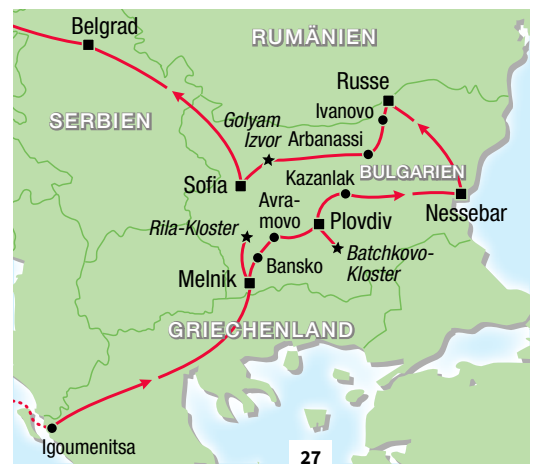 Belgrad
RUMÄNIEN
Russe
Ivanovo
SERBIEN
Golyam
Izvor
Arbanassi
BULGARIEN
Kazanlak
Sofia
Avra-
movo
Nessebar
Rila-Kloster
Plovdiv
Batchkovo-
Kloster
Bansko
Melnik
GRIECHENLAND
Igoumenitsa
27